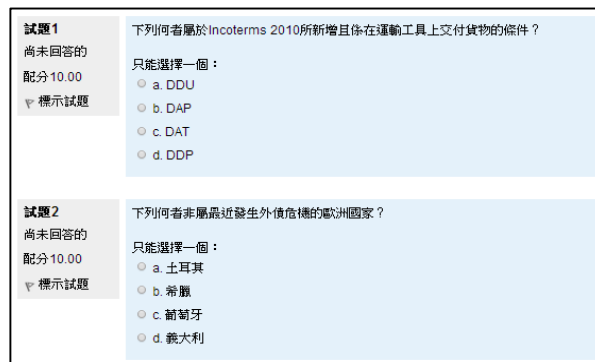 試題1
尚未回答的
配分10.00
標示試題
下列何者屬於Incoterms 2010所新增且係在運輸工具上交付貨物的條件？
只能選擇一個：
a. DDU
b. DAP
c. DAT
d. DDP
試題2
尚未回答的
配分10.00
標示試題
下列何者非屬最近發生外債危機的歐洲國家？
只能選擇一個：
a. 土耳其
b. 希臘
c. 葡萄牙
d. 義大利